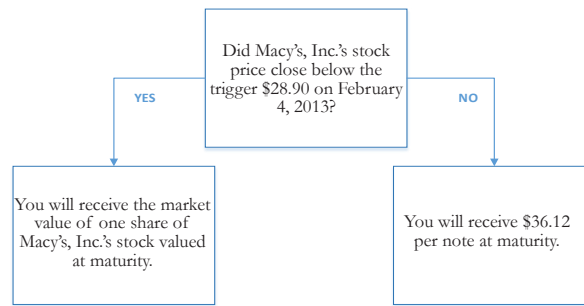 Did Macy's, Inc.'s stock
price close below the
trigger $28.90 on February
4, 2013?
YES
NO
You will receive the market
value of one share of
Macy's, Inc.'s stock valued
at maturity.
You will receive $36.12
per note at maturity.